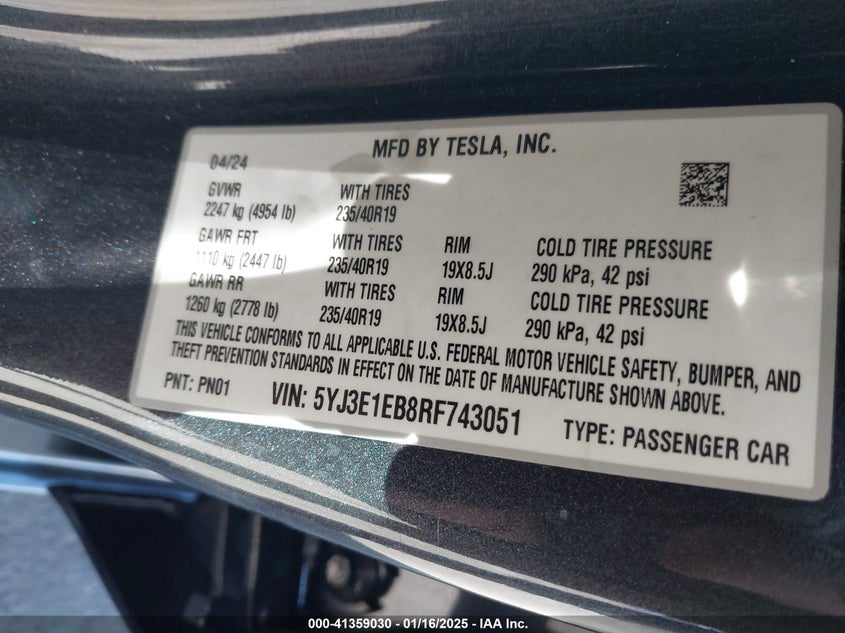 MFD BY TESLA, INC.
04/24
GVWR WITH TIRES
2247 kg (4954 lb) 235/40R19
GAWR FRT WITH TIRES RIM COLD TIRE PRESSURE
1110 kg (2447 lb) 235/40R19 19X8.5J 290 kPa, 42 psi
GAWR RR WITH TIRES RIM COLD TIRE PRESSURE
1260 kg (2778 lb) 235/40R19 19X8.5J 290 kPa, 42 psi
THIS VEHICLE CONFORMS TO ALL APPLICABLE U.S. FEDERAL MOTOR VEHICLE SAFETY, BUMPER, AND
THEFT PREVENTION STANDARDS IN EFFECT ON THE DATE OF MANUFACTURE SHOWN ABOVE.
PNT: PN01 VIN: 5YJ3E1EB8RF743051 TYPE: PASSENGER CAR
000-41359030 - 01/16/2025 - IAAI Inc.